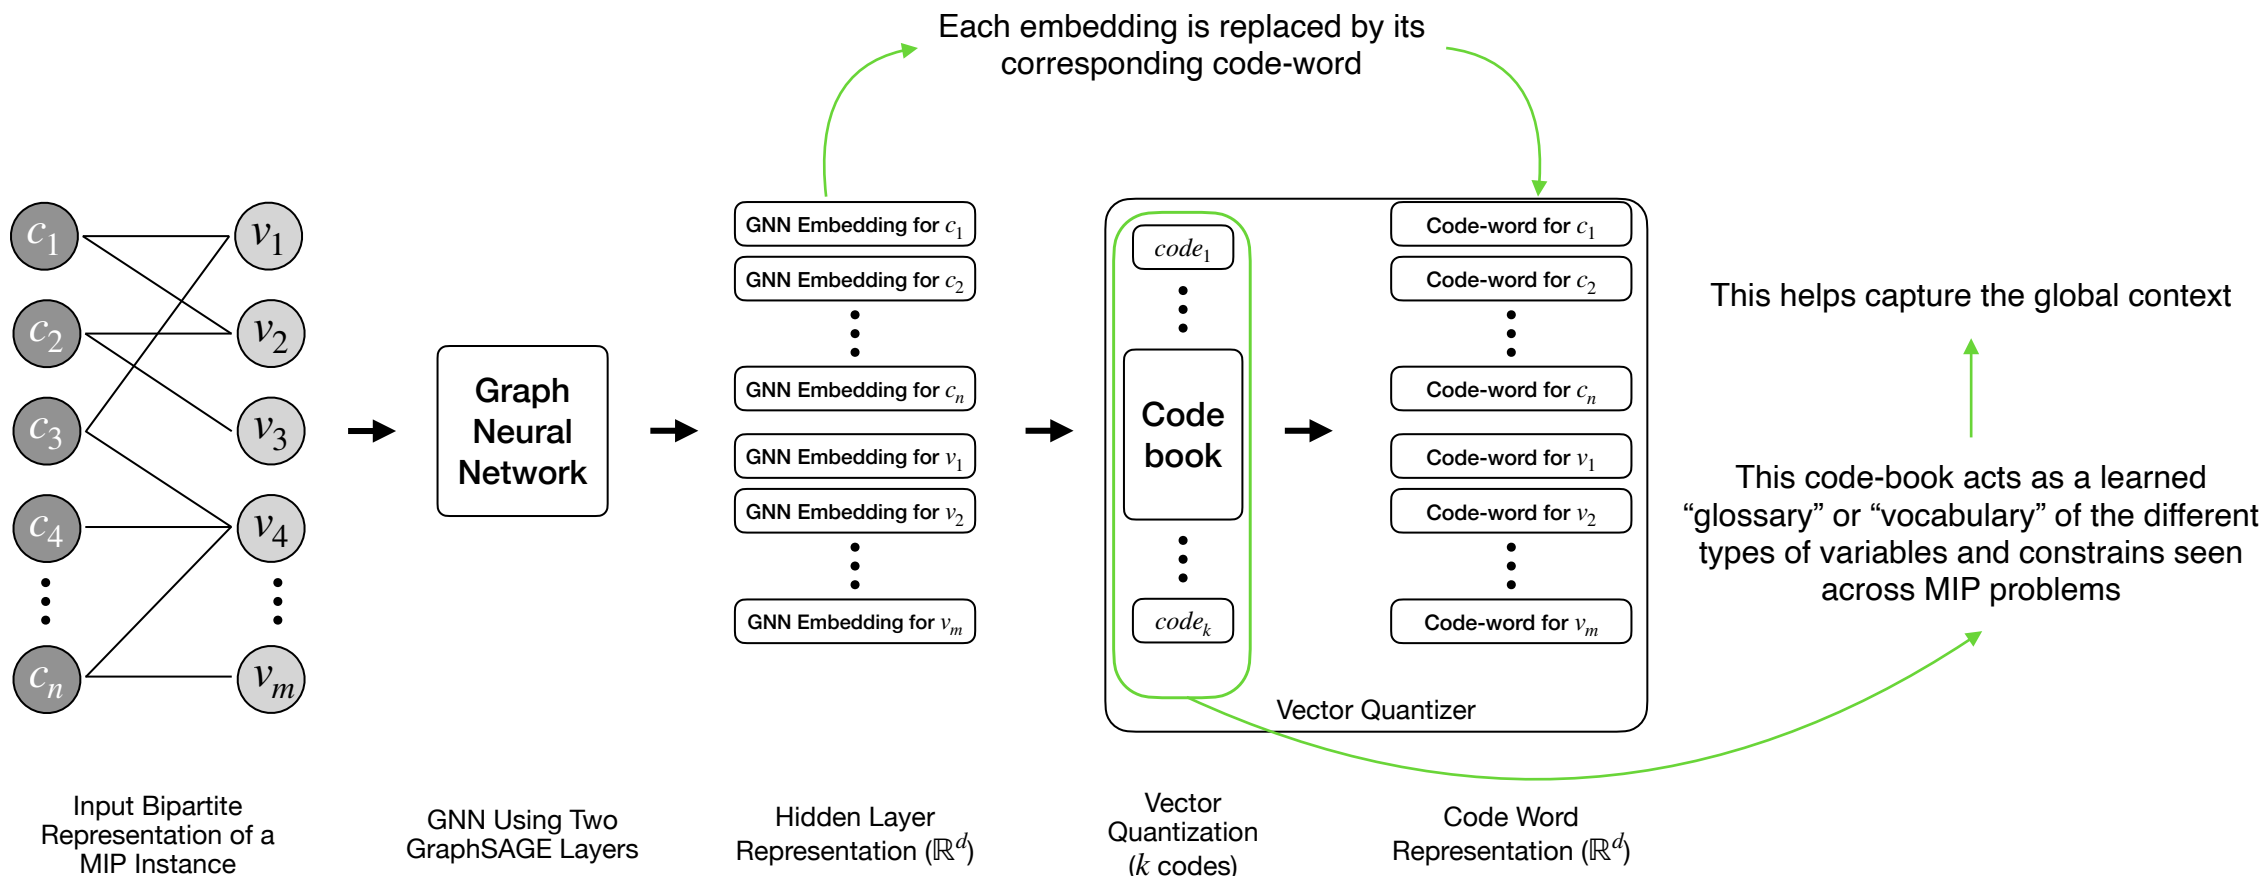 Each embedding is replaced by its
corresponding code-word
c₁
c₂
c₃
c₄
cₙ
v₁
v₂
v₃
v₄
vₘ
Graph
Neural
Network
GNN Embedding for c₁
GNN Embedding for c₂
GNN Embedding for cₙ
GNN Embedding for v₁
GNN Embedding for v₂
GNN Embedding for vₘ
code₁
Code
book
codeₖ
Code-word for c₁
Code-word for c₂
Code-word for cₙ
Code-word for v₁
Code-word for v₂
Code-word for vₘ
Vector Quantizer
This helps capture the global context
This code-book acts as a learned
“glossary” or “vocabulary” of the different
types of variables and constrains seen
across MIP problems
Input Bipartite
Representation of a
MIP Instance
GNN Using Two
GraphSAGE Layers
Hidden Layer
Representation (ℝᵈ)
Vector
Quantization
(k codes)
Code Word
Representation (ℝᵈ)